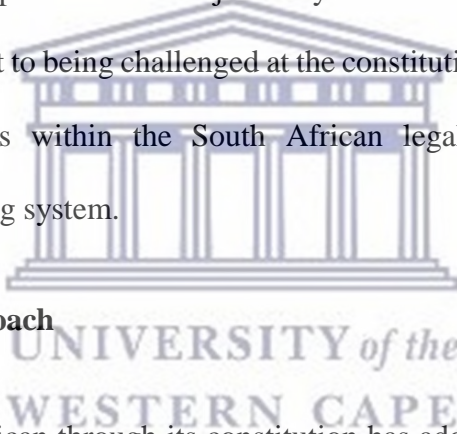 t to being challenged at the constituti
s within the South African legal
g system.
oach
UNIVERSITY of the
WESTERN CAPE
ican through its constitution has ado